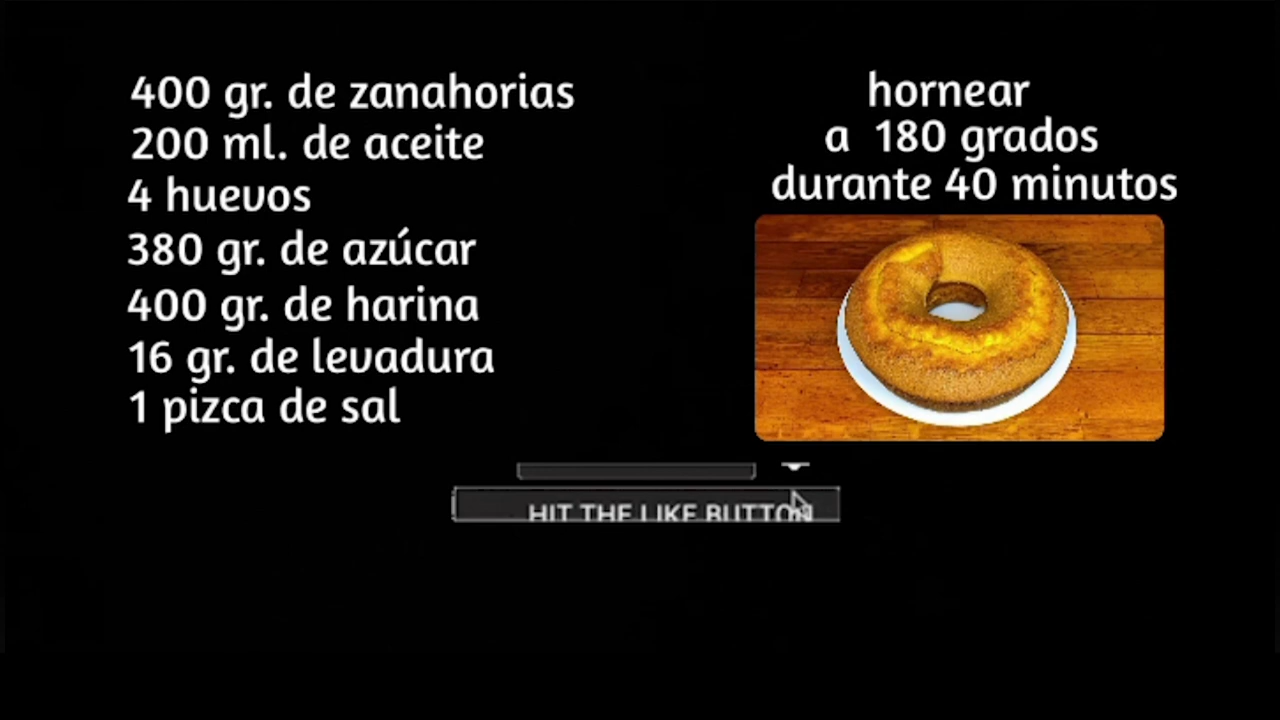 400 gr. de zanahorias
200 ml. de aceite
4 huevos
380 gr. de azúcar
400 gr. de harina
16 gr. de levadura
1 pizca de sal
hornear
a 180 grados
durante 40 minutos
HIT THE LIKE BUTTON